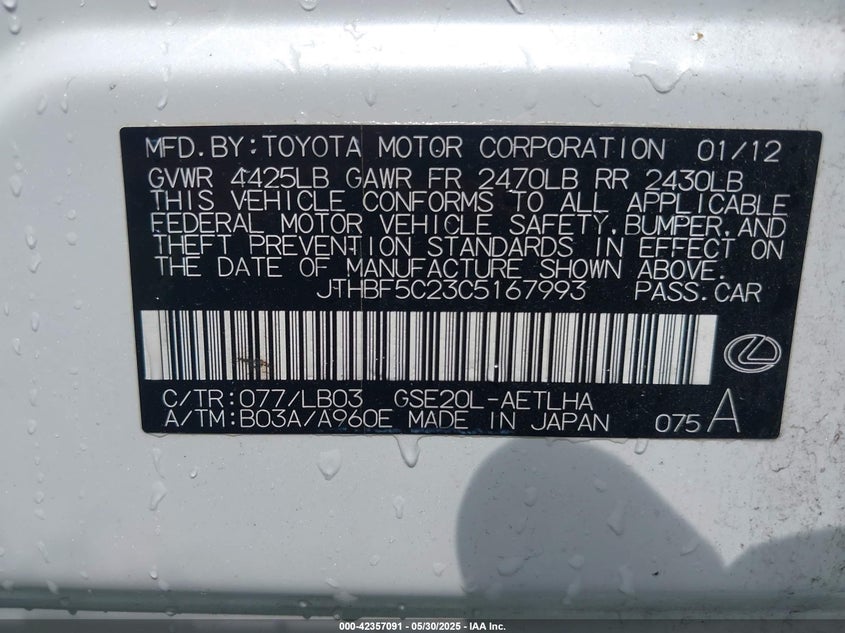 MFD.BY:TOYOTA MOTOR CORPORATION 01/12
GVWR 4425LB GAWR FR 2470LB RR 2430LB
THIS VEHICLE CONFORMS TO ALL APPLICABLE
FEDERAL MOTOR VEHICLE SAFETY,BUMPER,AND
THEFT PREVENTION STANDARDS IN EFFECT ON
THE DATE OF MANUFACTURE SHOWN ABOVE.
JTHBF5C23C5167993 PASS.CAR
C/TR:077/LB03 GSE20L-AETLHA
A/TM:B03A/A960E MADE IN JAPAN 075 A
000-42357091 - 05/30/2025 - IAA Inc.